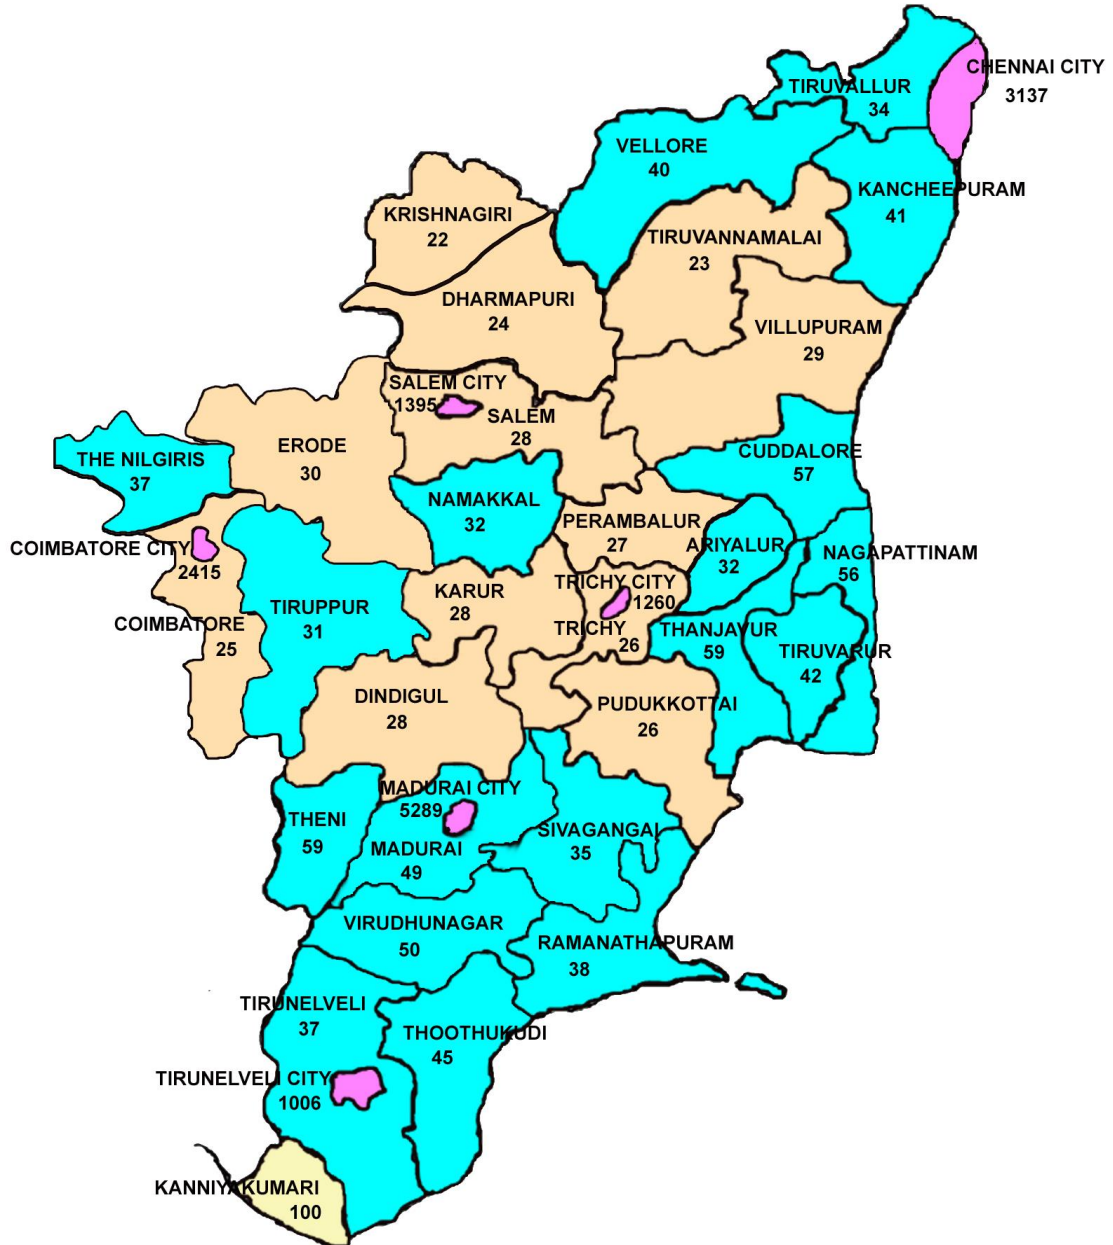 CHENNAI CITY
3137
TIRUVALLUR
34
VELLORE
40
KANCHEEPURAM
41
KRISHNAGIRI
22
TIRUVANNAMALAI
23
DHARMAPURI
24
VILLUPURAM
29
SALEM CITY
1395
SALEM
28
ERODE
30
CUDDALORE
57
THE NILGIRIS
37
NAMAKKAL
32
PERAMBALUR
27
ARIYALUR
32
NAGAPATTINAM
56
COIMBATORE CITY
2415
TRICHY CITY
1260
KARUR
28
TIRUPPUR
31
COIMBATORE
25
TRICHY
26
THANJAVUR
59
TIRUVARUR
42
DINDIGUL
28
PUDUKKOTTAI
26
MADURAI CITY
5289
THENI
59
MADURAI
49
SIVAGANGAI
35
VIRUDHUNAGAR
50
RAMANATHAPURAM
38
TIRUNELVELI
37
THOOTHUKUDI
45
TIRUNELVELI CITY
1006
KANNIYAKUMARI
100